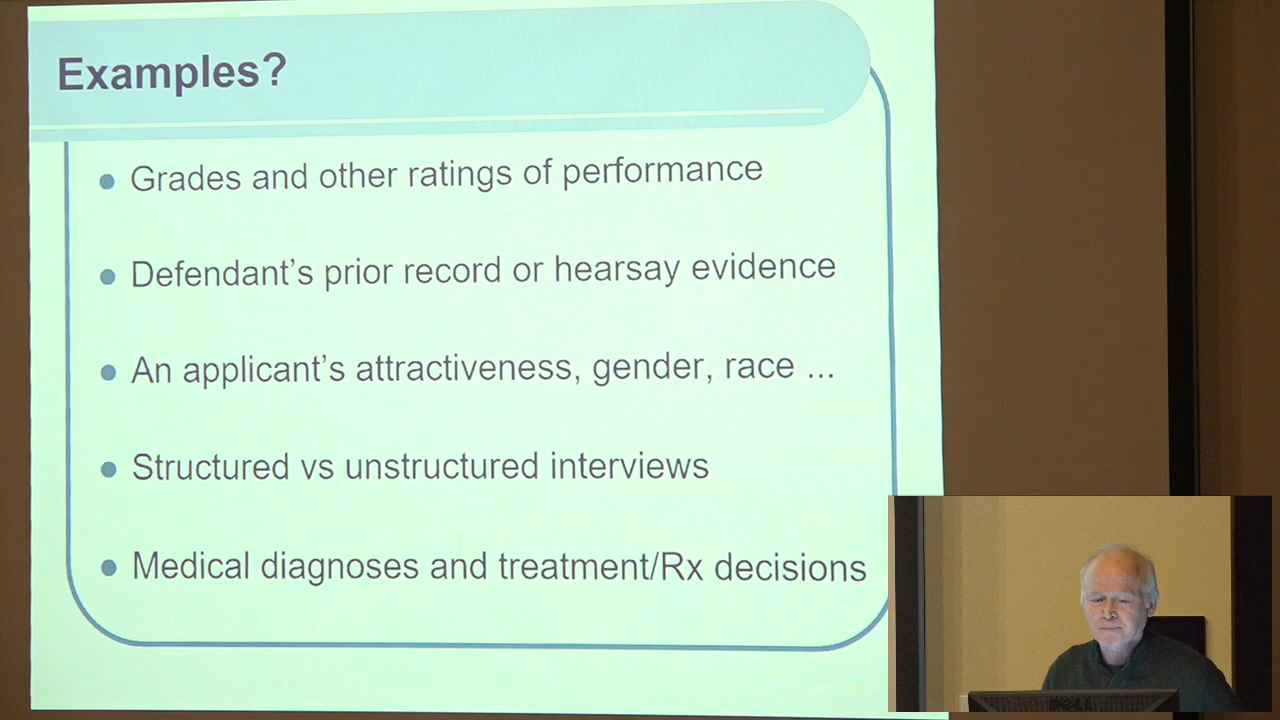 Examples?
Grades and other ratings of performance
Defendant's prior record or hearsay evidence
An applicant's attractiveness, gender, race ...
Structured vs unstructured interviews
Medical diagnoses and treatment/Rx decisions
DELL